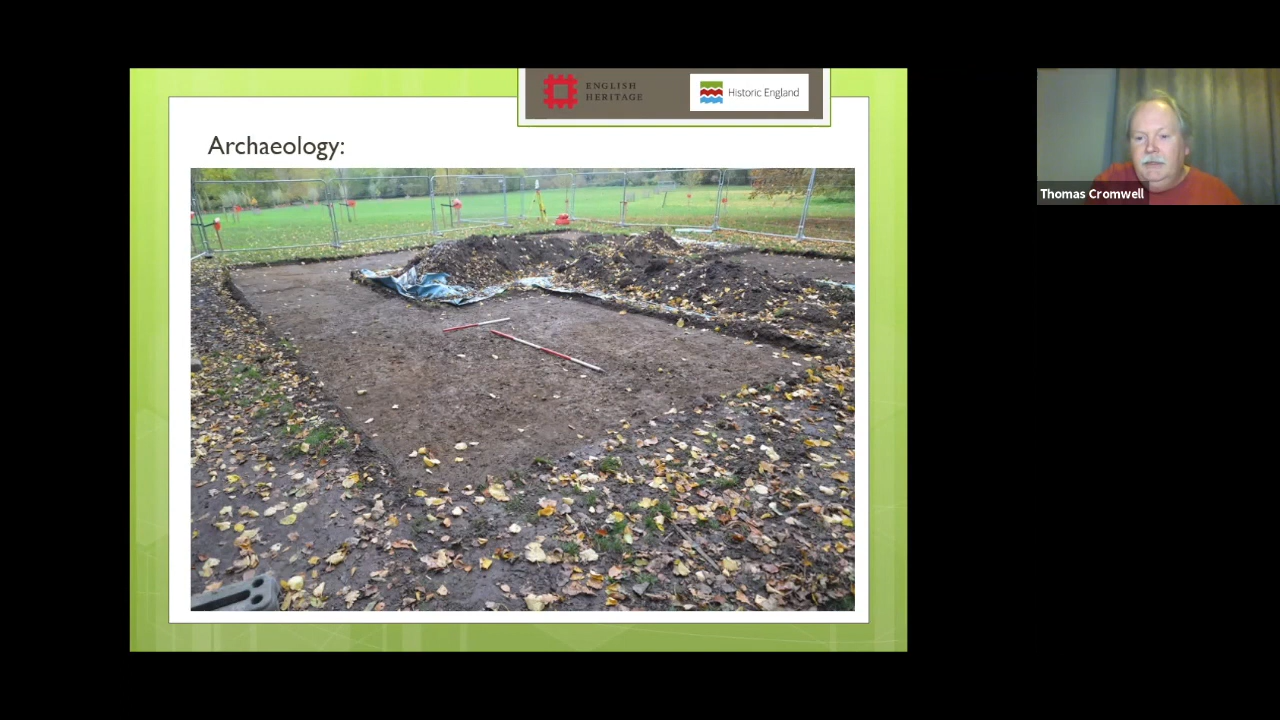 ENGLISH
HERITAGE
Historic England
Archaeology:
Thomas Cromwell